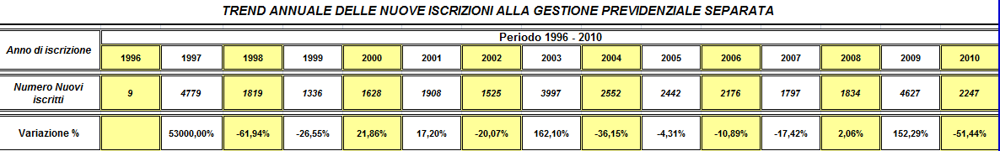 TREND ANNUALE DELLE NUOVE ISCRIZIONI ALLA GESTIONE PREVIDENZIALE SEPARATA
Anno di iscrizione
Periodo 1996 - 2010
1996 1997 1998 1999 2000 2001 2002 2003 2004 2005 2006 2007 2008 2009 2010
Numero Nuovi
iscritti
9 4779 1819 1336 1628 1908 1525 3997 2552 2442 2176 1797 1834 4627 2247
Variazione % 53000,00% -61,94% -26,55% 21,86% 17,20% -20,07% 162,10% -36,15% -4,31% -10,89% -17,42% 2,06% 152,29% -51,44%